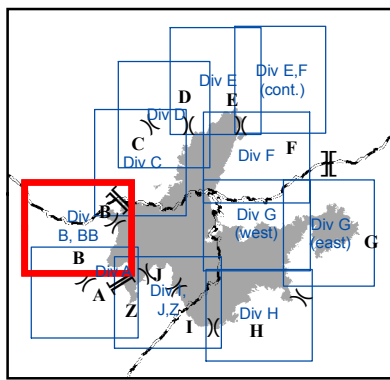 Div E
Div E,F
(cont.)
D
E
Div D
C
Div C
Div F
F
Div
B, BB
B
Div G
(west)
Div G
(east)
G
B
Div A
J
A
Z
Div I,
J,Z
I
Div H
H